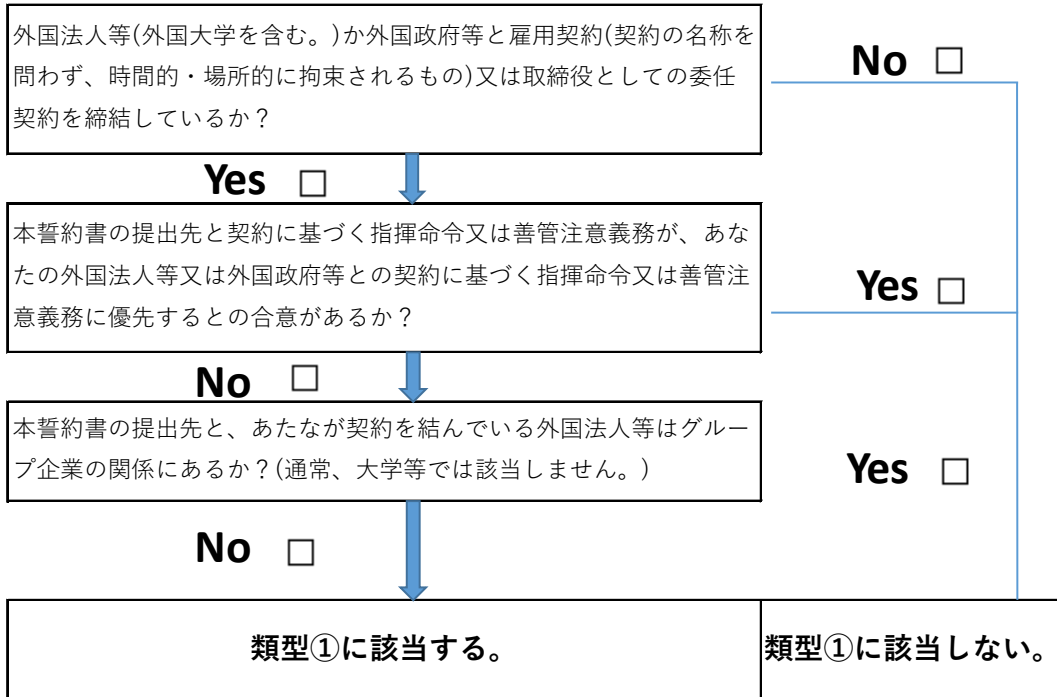 外国法人等(外国大学を含む。)か外国政府等と雇用契約(契約の名称を
問わず、時間的・場所的に拘束されるもの)又は取締役としての委任
契約を締結しているか？
No □
Yes □
本誓約書の提出先と契約に基づく指揮命令又は善管注意義務が、あな
たの外国法人等又は外国政府等との契約に基づく指揮命令又は善管注
意義務に優先するとの合意があるか？
Yes □
No □
本誓約書の提出先と、あたなが契約を結んでいる外国法人等はグルー
プ企業の関係にあるか？(通常、大学等では該当しません。)
Yes □
No □
類型①に該当する。
類型①に該当しない。